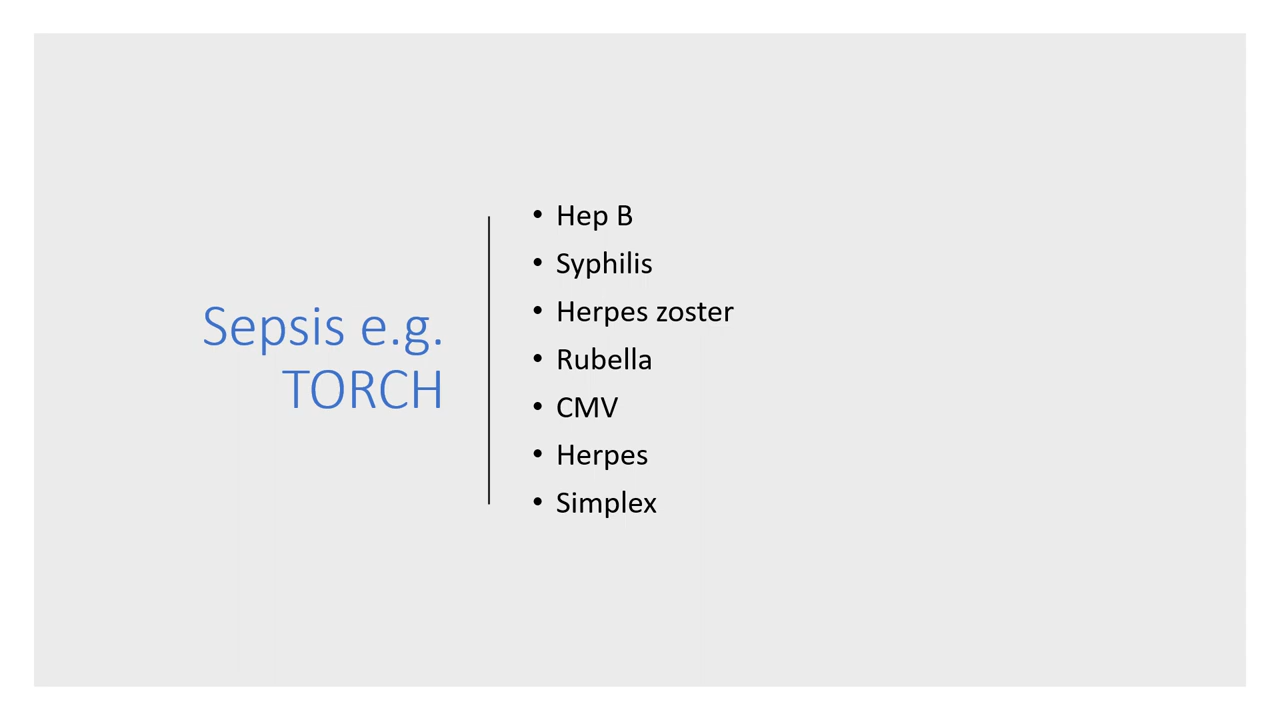 Sepsis e.g.
TORCH
• Hep B
• Syphilis
• Herpes zoster
• Rubella
• CMV
• Herpes
• Simplex